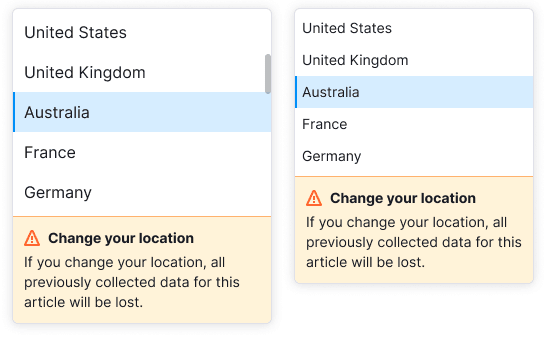 United States
United Kingdom
Australia
France
Germany
Change your location
If you change your location, all
previously collected data for this
article will be lost.
United States
United Kingdom
Australia
France
Germany
Change your location
If you change your location, all
previously collected data for this
article will be lost.